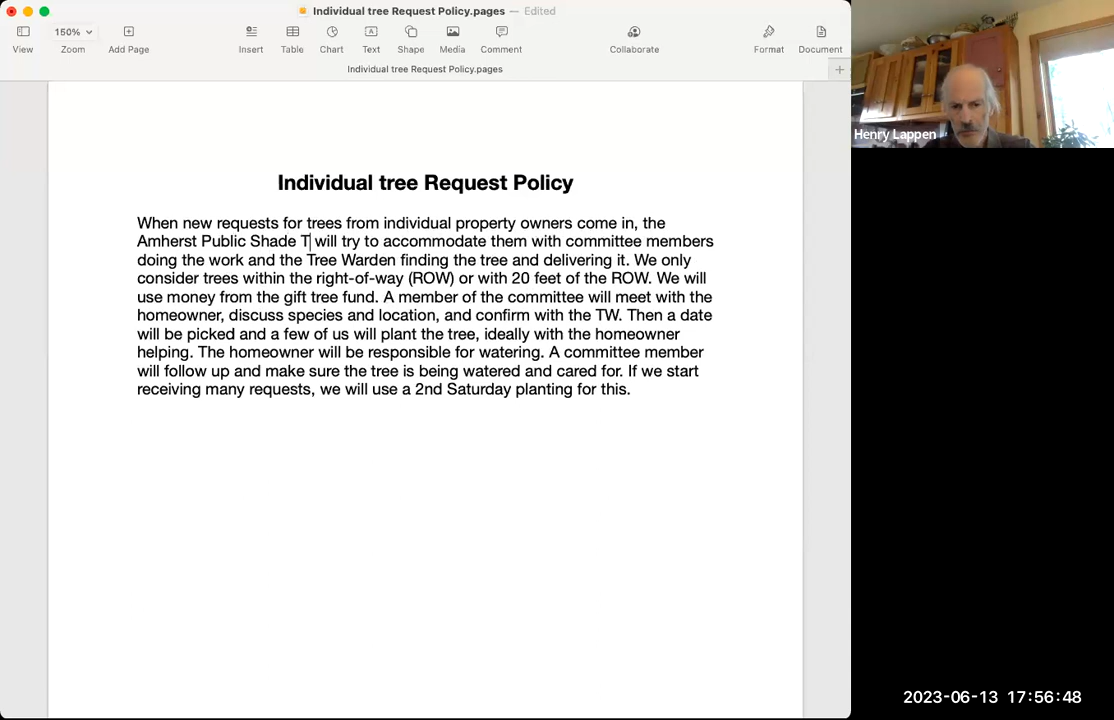 Individual tree Request Policy.pages — Edited
150%
View
Zoom
Add Page
Insert
Table
Chart
Text
Shape
Media
Comment
Collaborate
Format
Document
Individual tree Request Policy.pages
Henry Lappen
Individual tree Request Policy
When new requests for trees from individual property owners come in, the
Amherst Public Shade T will try to accommodate them with committee members
doing the work and the Tree Warden finding the tree and delivering it. We only
consider trees within the right-of-way (ROW) or with 20 feet of the ROW. We will
use money from the gift tree fund. A member of the committee will meet with the
homeowner, discuss species and location, and confirm with the TW. Then a date
will be picked and a few of us will plant the tree, ideally with the homeowner
helping. The homeowner will be responsible for watering. A committee member
will follow up and make sure the tree is being watered and cared for. If we start
receiving many requests, we will use a 2nd Saturday planting for this.
2023-06-13 17:56:48